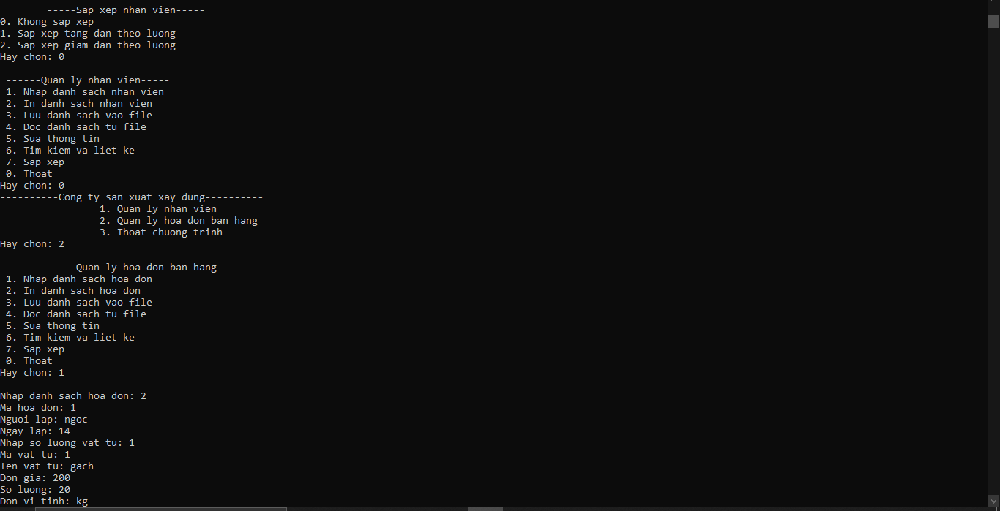 -----Sap xep nhan vien-----
0. Khong sap xep
1. Sap xep tang dan theo luong
2. Sap xep giam dan theo luong
Hay chon: 0
------Quan ly nhan vien-----
1. Nhap danh sach nhan vien
2. In danh sach nhan vien
3. Luu danh sach vao file
4. Doc danh sach tu file
5. Sua thong tin
6. Tim kiem va liet ke
7. Sap xep
0. Thoat
Hay chon: 0
----------Cong ty san xuat xay dung----------
1. Quan ly nhan vien
2. Quan ly hoa don ban hang
3. Thoat chuong trinh
Hay chon: 2
-----Quan ly hoa don ban hang-----
1. Nhap danh sach hoa don
2. In danh sach hoa don
3. Luu danh sach vao file
4. Doc danh sach tu file
5. Sua thong tin
6. Tim kiem va liet ke
7. Sap xep
0. Thoat
Hay chon: 1
Nhap danh sach hoa don: 2
Ma hoa don: 1
Nguoi lap: ngoc
Ngay lap: 14
Nhap so luong vat tu: 1
Ma vat tu: 1
Ten vat tu: gach
Don gia: 200
So luong: 20
Don vi tinh: kg